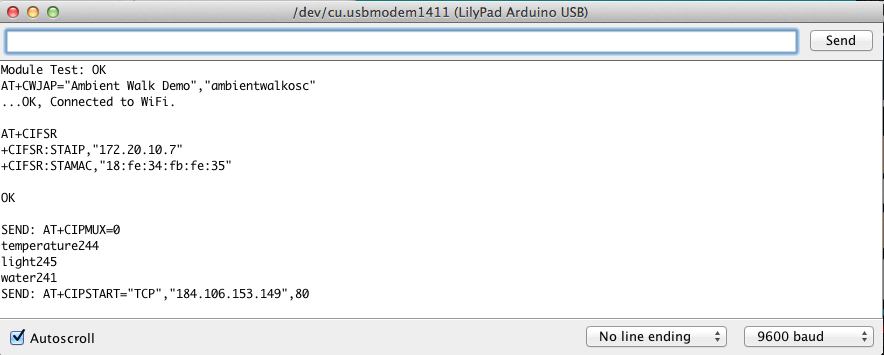 /dev/cu.usbmodem1411 (LilyPad Arduino USB)
Send
Module Test: OK
AT+CWJAP="Ambient Walk Demo","ambientwalkosc"
...OK, Connected to WiFi.
AT+CIFSR
+CIFSR:STAIP,"172.20.10.7"
+CIFSR:STAMAC,"18:fe:34:fb:fe:35"
OK
SEND: AT+CIPMUX=0
temperature244
light245
water241
SEND: AT+CIPSTART="TCP","184.106.153.149",80
Autoscroll
No line ending
9600 baud